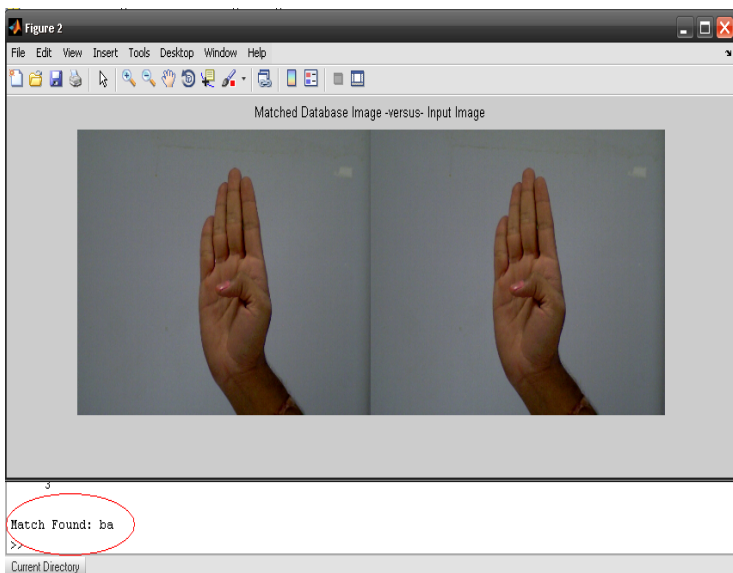 Figure 2
File Edit View Insert Tools Desktop Window Help
Matched Database Image -versus- Input Image
3
Match Found: ba
>>
Current Directory